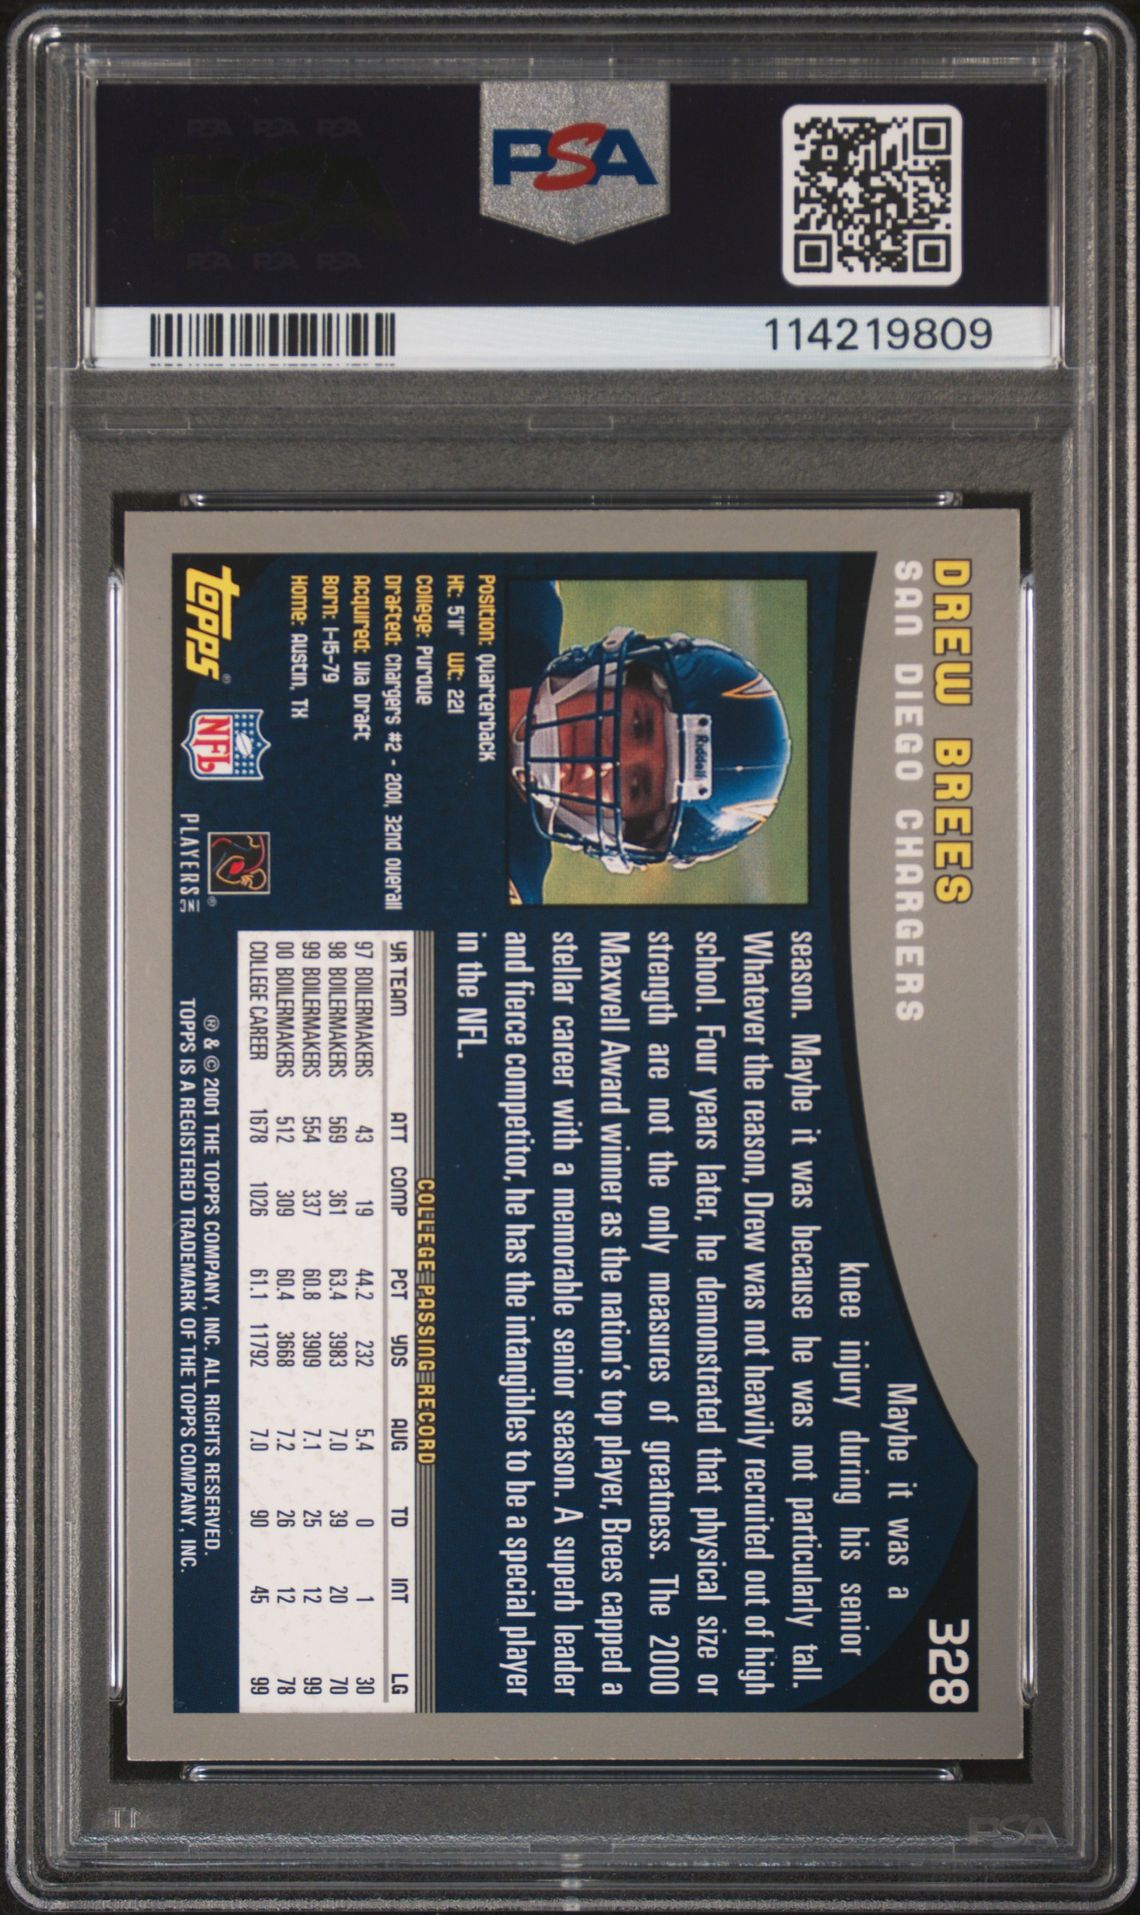 PSA PSA PSA
PSA
PSA PSA PSA
PSA
114219809
DREW BREES
SAN DIEGO CHARGERS
328
Riddell
Maybe it was a
knee injury during his senior
season. Maybe it was because he was not particularly tall.
Whatever the reason, Drew was not heavily recruited out of high
school. Four years later, he demonstrated that physical size or
strength are not the only measures of greatness. The 2000
Maxwell Award winner as the nation's top player, Brees capped a
stellar career with a memorable senior season. A superb leader
and fierce competitor, he has the intangibles to be a special player
in the NFL.
Position: Quarterback
Ht: 5'11" Wt: 221
College: Purdue
Drafted: Chargers #2 - 2001, 32nd overall
Acquired: Via Draft
Born: 1-15-79
Home: Austin, TX
COLLEGE PASSING RECORD
YR TEAM ATT COMP PCT YDS AVG TD INT LG
97 BOILERMAKERS 43 19 44.2 232 5.4 0 1 30
98 BOILERMAKERS 569 361 63.4 3983 7.0 39 20 70
99 BOILERMAKERS 554 337 60.8 3909 7.1 25 12 99
00 BOILERMAKERS 512 309 60.4 3668 7.2 26 12 78
COLLEGE CAREER 1678 1026 61.1 11792 7.0 90 45 99
topps®
NFL
PLAYERS INC ®
® & © 2001 THE TOPPS COMPANY, INC. ALL RIGHTS RESERVED.
TOPPS IS A REGISTERED TRADEMARK OF THE TOPPS COMPANY, INC.
PSA